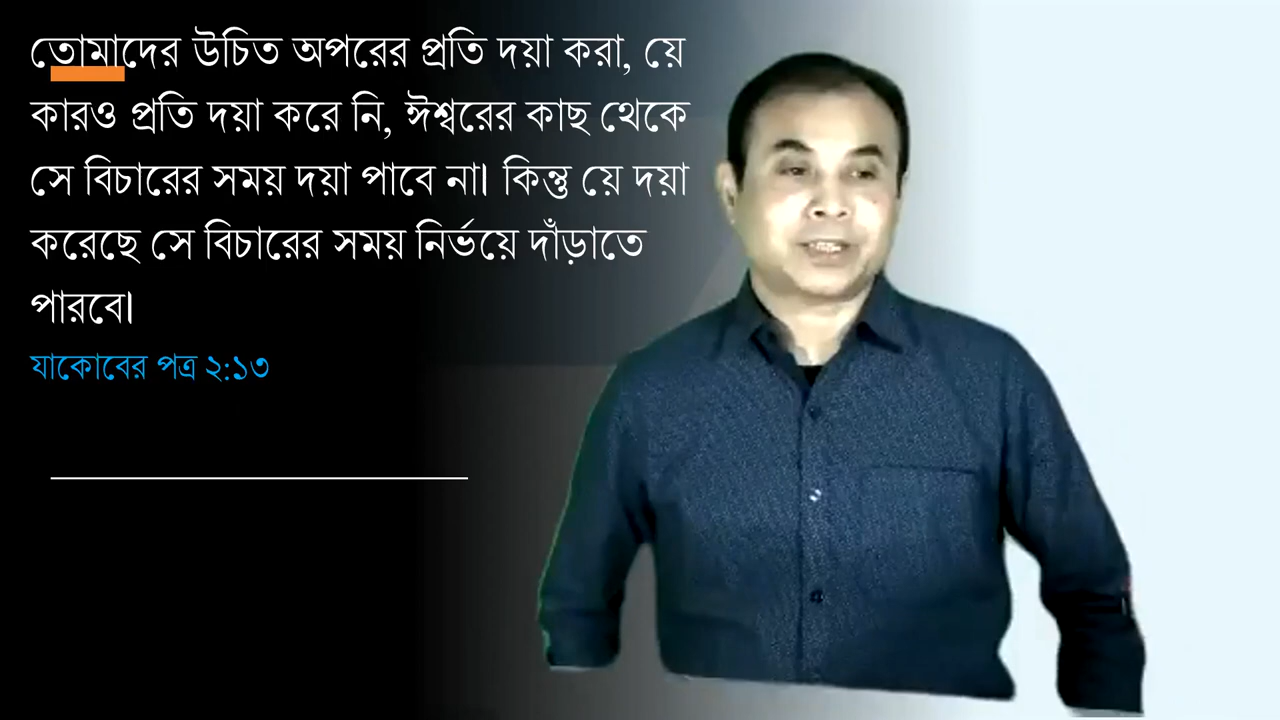 তোমাদের উচিত অপরের প্রতি দয়া করা, য়ে
কারও প্রতি দয়া করে নি, ঈশ্বরের কাছ থেকে
সে বিচারের সময় দয়া পাবে না৷ কিন্তু য়ে দয়া
করেছে সে বিচারের সময় নির্ভয়ে দাঁড়াতে
পারবে৷
যাকোবের পত্র ২:১৩